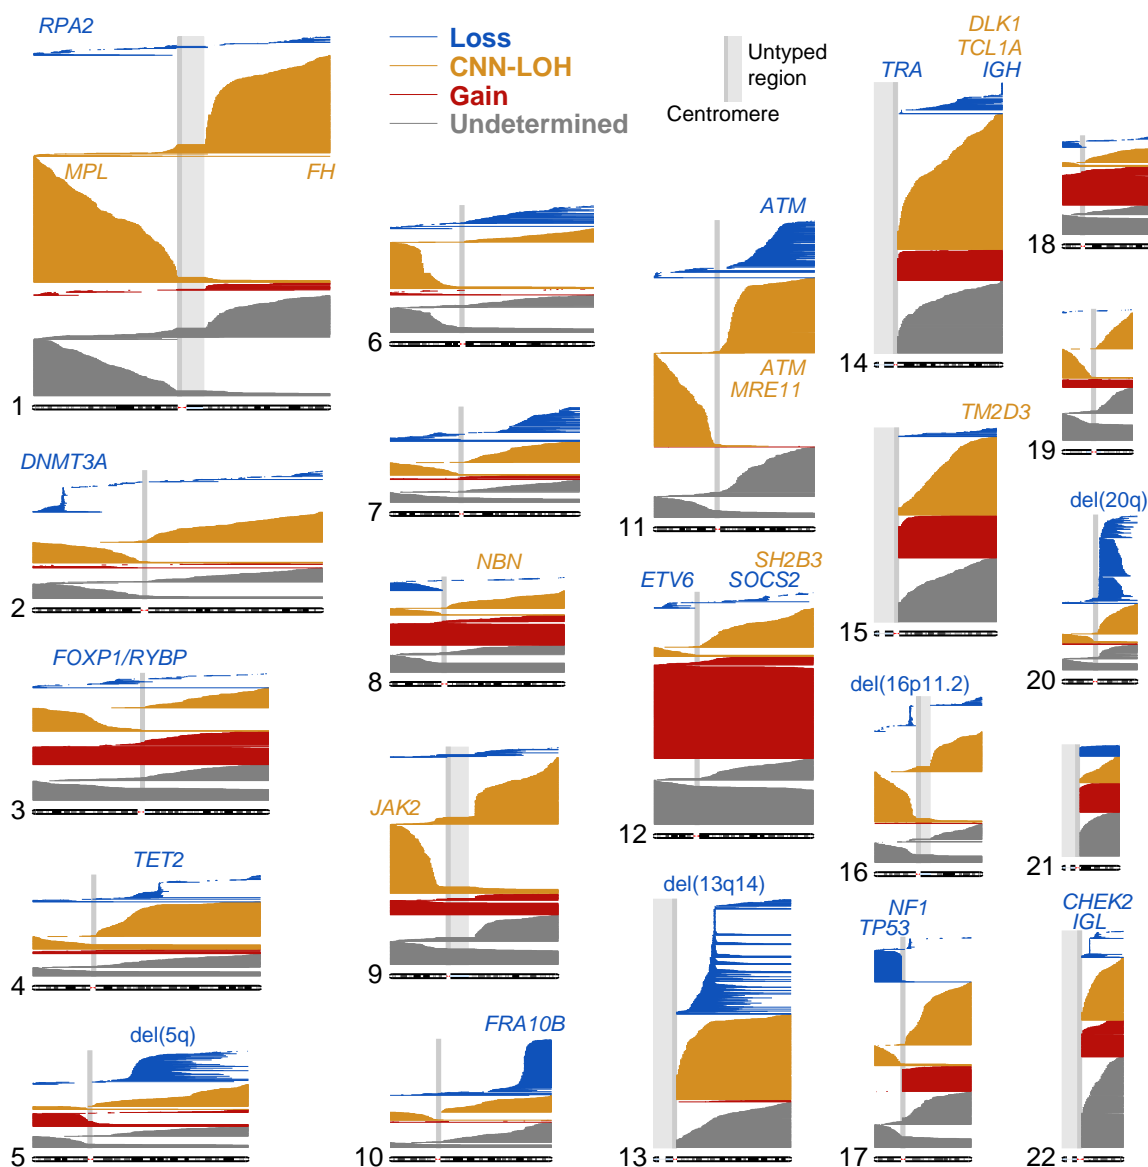 RPA2
Loss
CNN-LOH
Gain
Undetermined
Untyped
region
Centromere
MPL
FH
1
DNMT3A
2
FOXP1/RYBP
3
TET2
4
del(5q)
5
6
7
NBN
8
JAK2
9
FRA10B
10
ATM
ATM
MRE11
11
SH2B3
ETV6
SOCS2
12
del(13q14)
13
DLK1
TCL1A
TRA
IGH
14
TM2D3
15
del(16p11.2)
16
NF1
TP53
17
18
19
del(20q)
20
21
CHEK2
IGL
22